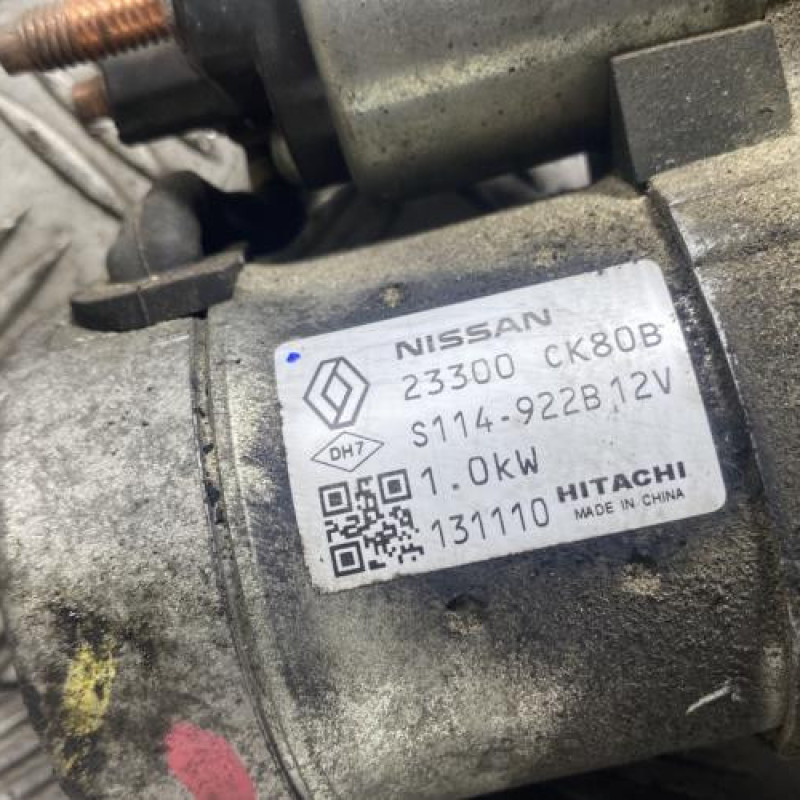 NISSAN
23300 CK80B
S114-922B 12V
DH7
1.0kW
131110 HITACHI
MADE IN CHINA